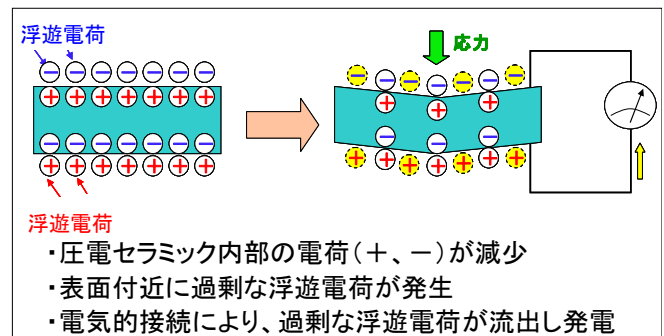 浮遊電荷
応力
浮遊電荷
・圧電セラミック内部の電荷(+、-)が減少
・表面付近に過剰な浮遊電荷が発生
・電気的接続により、過剰な浮遊電荷が流出し発電